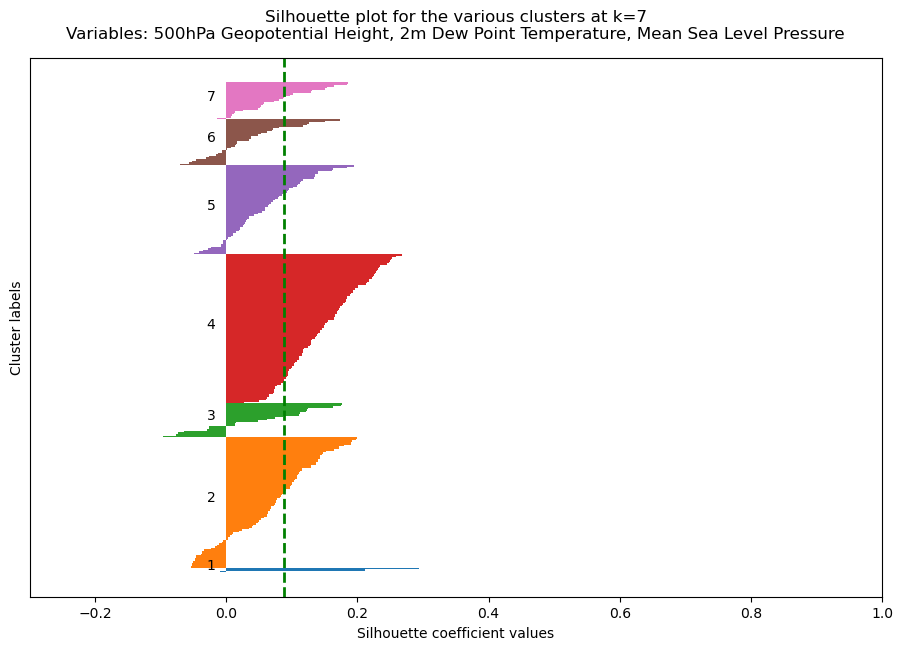 Silhouette plot for the various clusters at k=7
Variables: 500hPa Geopotential Height, 2m Dew Point Temperature, Mean Sea Level Pressure
Cluster labels
7
6
5
4
3
2
1
−0.2 0.0 0.2 0.4 0.6 0.8 1.0
Silhouette coefficient values